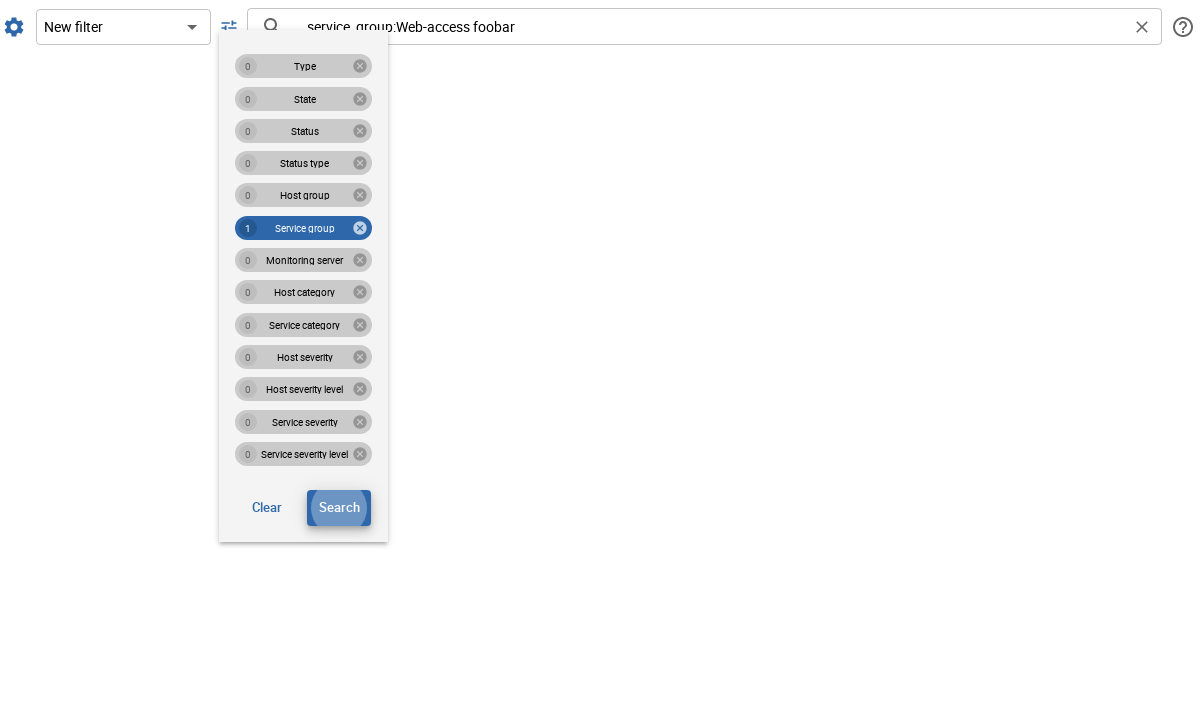 New filter
service_group:Web-access foobar
0 Type
0 State
0 Status
0 Status type
0 Host group
1 Service group
0 Monitoring server
0 Host category
0 Service category
0 Host severity
0 Host severity level
0 Service severity
0 Service severity level
Clear Search